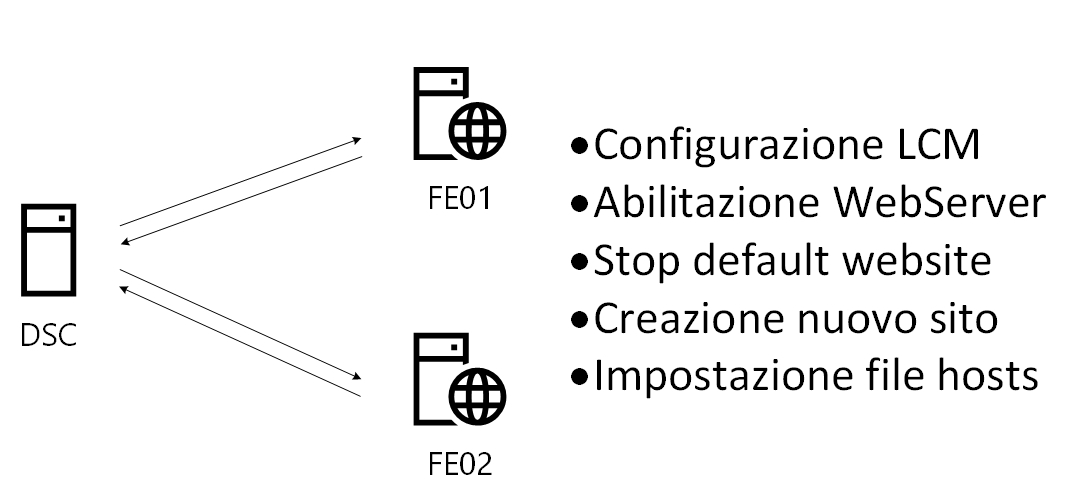 FE01
DSC
FE02
•Configurazione LCM
•Abilitazione WebServer
•Stop default website
•Creazione nuovo sito
•Impostazione file hosts